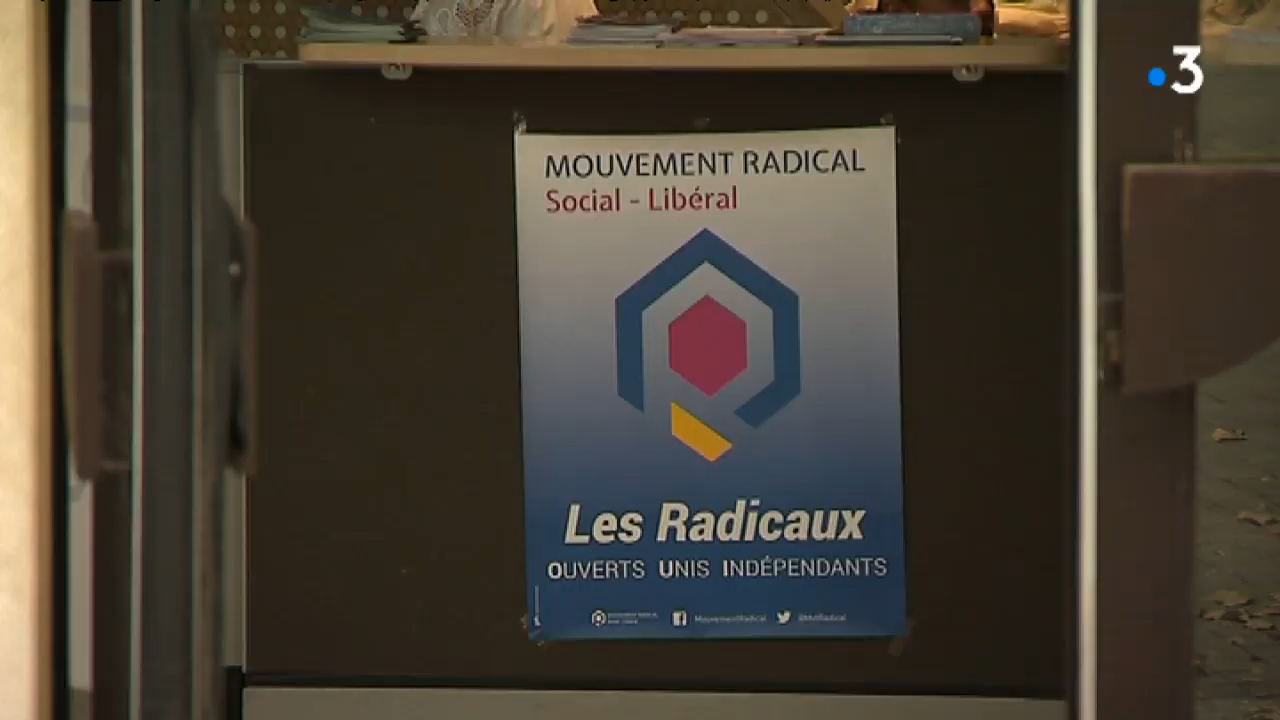 3
MOUVEMENT RADICAL
Social - Libéral
Les Radicaux
OUVERTS UNIS INDÉPENDANTS
MouvementRadical
@MvtRadical